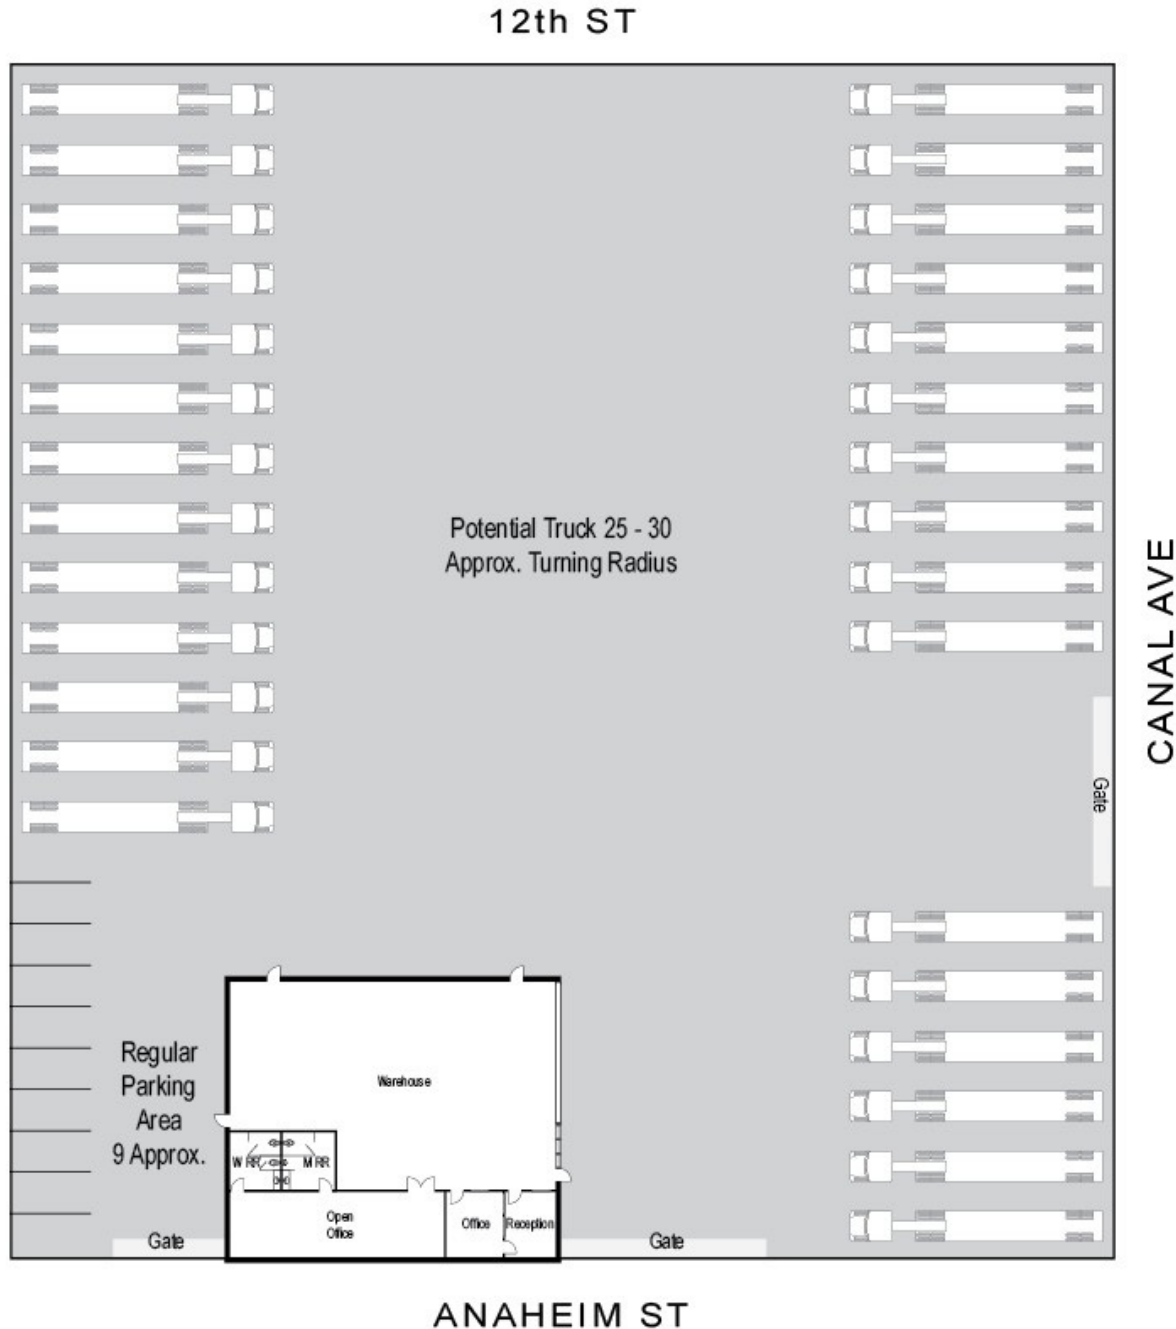 12th ST
Potential Truck 25 - 30
Approx. Turning Radius
CANAL AVE
Gate
Regular
Parking
Area
9 Approx.
Warehouse
W RR
M RR
Open
Office
Office
Reception
Gate
Gate
ANAHEIM ST